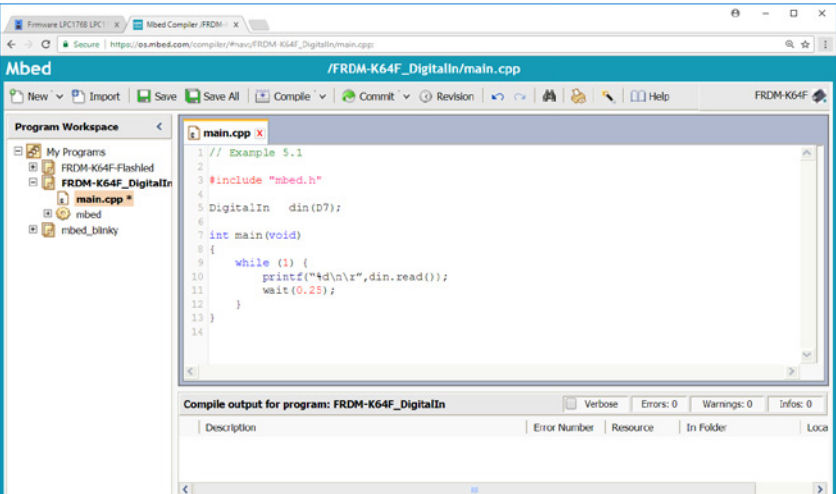 Firmware LPC1768 LPC11 X Mbed Compiler /FRDM- X
Secure | https://os.mbed.com/compiler/#nav:/FRDM-K64F_DigitalIn/main.cpp;
Mbed /FRDM-K64F_DigitalIn/main.cpp
New Import Save Save All Compile Commit Revision Help FRDM-K64F
Program Workspace <
My Programs
FRDM-K64F-Flashled
FRDM-K64F_DigitalIn
main.cpp *
mbed
mbed_blinky
main.cpp x
1 // Example 5.1
2
3 #include "mbed.h"
4
5 DigitalIn din(D7);
6
7 int main(void)
8 {
9 while (1) {
10 printf("%d\n\r",din.read());
11 wait(0.25);
12 }
13 }
14
Compile output for program: FRDM-K64F_DigitalIn Verbose Errors: 0 Warnings: 0 Infos: 0
Description Error Number Resource In Folder Loca